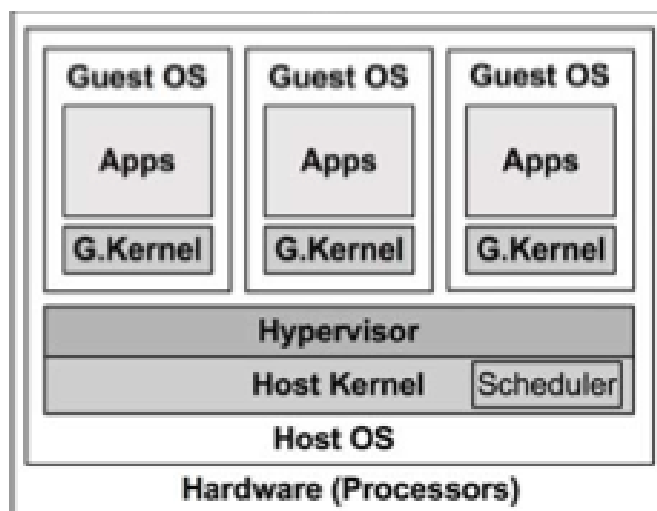 Guest OS Guest OS Guest OS
Apps Apps Apps
G.Kernel G.Kernel G.Kernel
Hypervisor
Host Kernel Scheduler
Host OS
Hardware (Processors)